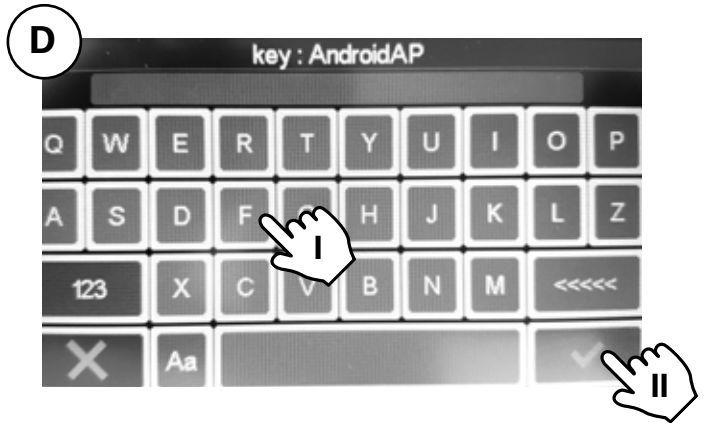 D
key : AndroidAP
Q W E R T Y U I O P
A S D F H J K L Z
I
123 X C V B N M <<<<<
Aa
II